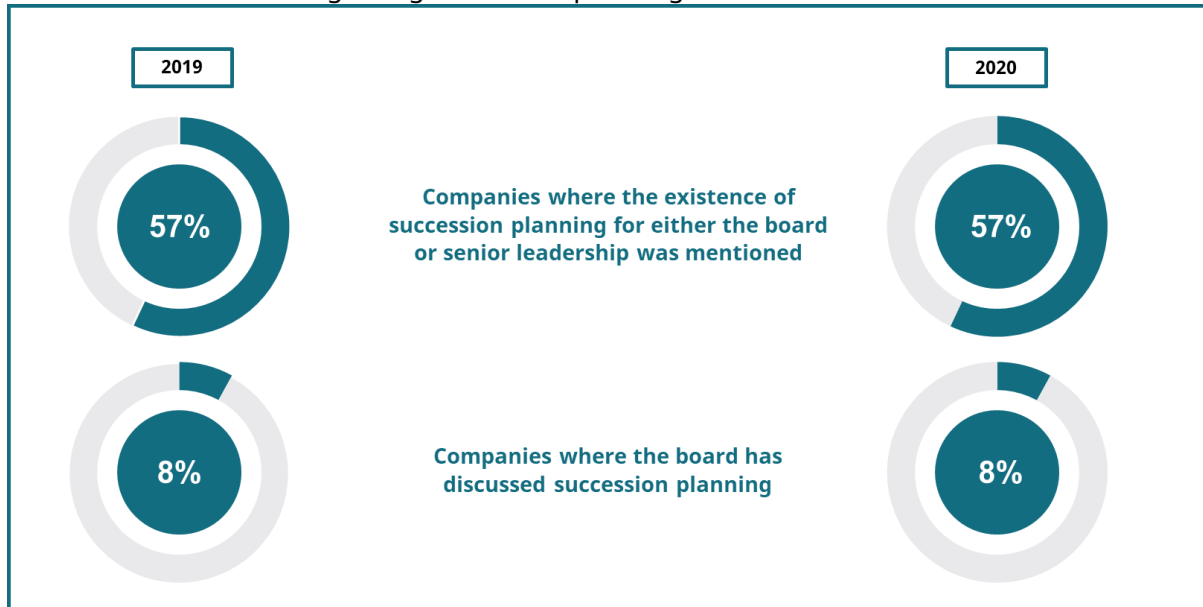 2019
2020
57%
Companies where the existence of
succession planning for either the board
or senior leadership was mentioned
57%
8%
Companies where the board has
discussed succession planning
8%